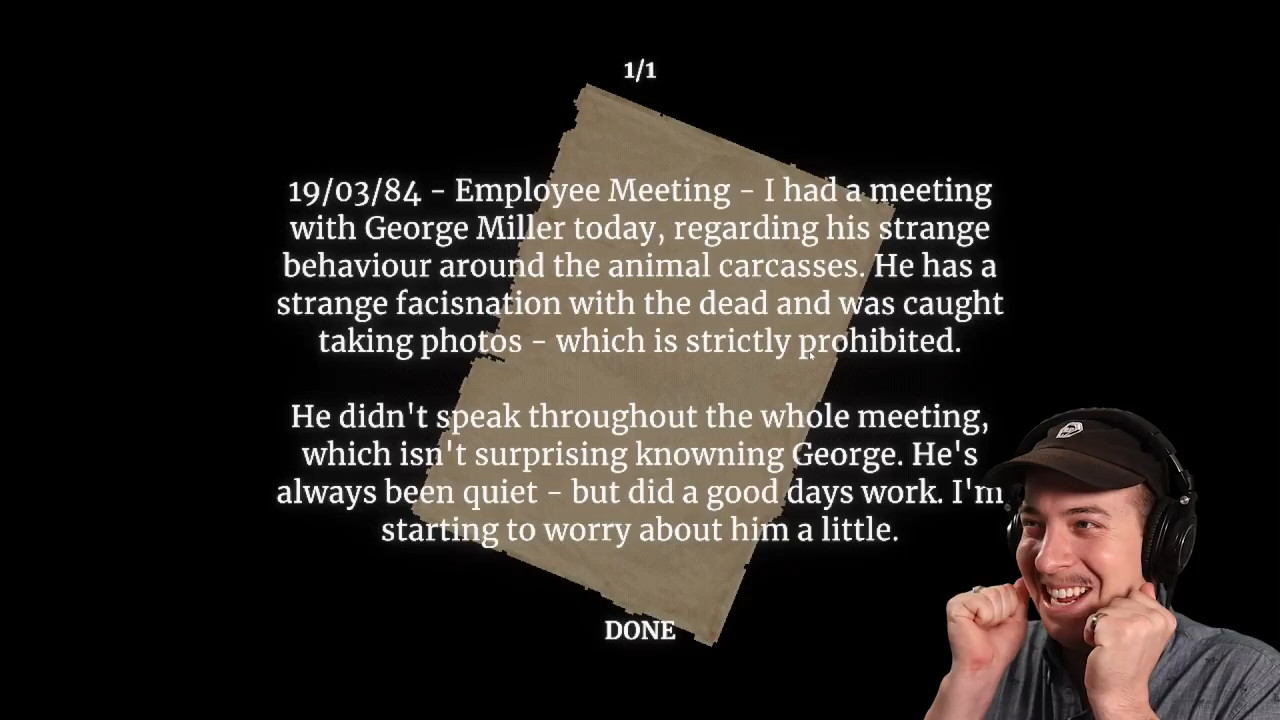 1/1
19/03/84 - Employee Meeting - I had a meeting
with George Miller today, regarding his strange
behaviour around the animal carcasses. He has a
strange facisnation with the dead and was caught
taking photos - which is strictly prohibited.
He didn't speak throughout the whole meeting,
which isn't surprising knowning George. He's
always been quiet - but did a good days work. I'm
starting to worry about him a little.
DONE